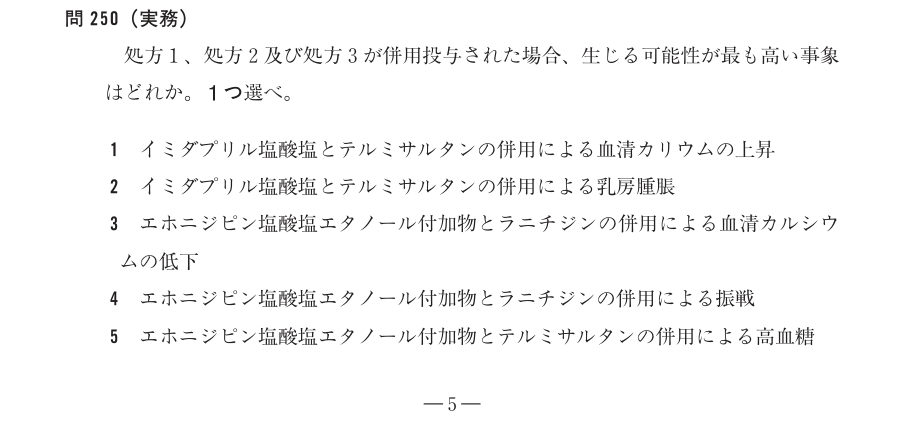 問 250（実務）
処方１、処方２及び処方３が併用投与された場合、生じる可能性が最も高い事象
はどれか。１つ選べ。
1 イミダプリル塩酸塩とテルミサルタンの併用による血清カリウムの上昇
2 イミダプリル塩酸塩とテルミサルタンの併用による乳房腫脹
3 エホニジピン塩酸塩エタノール付加物とラニチジンの併用による血清カルシウ
ムの低下
4 エホニジピン塩酸塩エタノール付加物とラニチジンの併用による振戦
5 エホニジピン塩酸塩エタノール付加物とテルミサルタンの併用による高血糖
― 5 ―